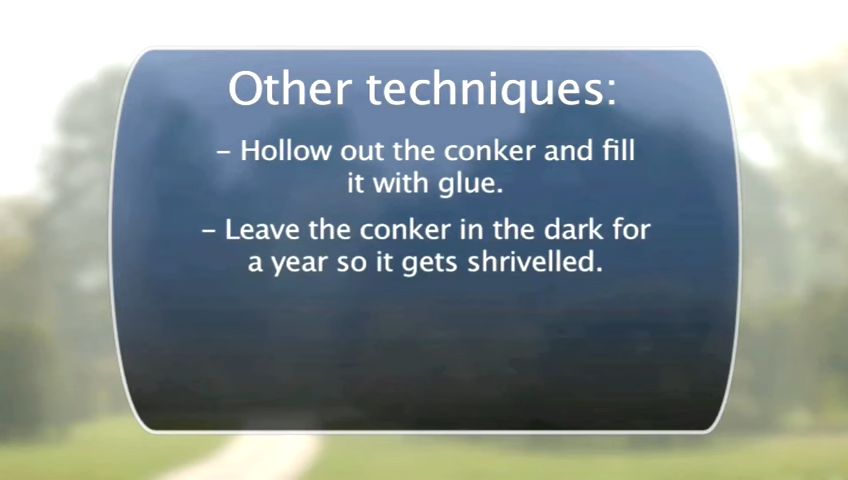 Other techniques:
– Hollow out the conker and fill
it with glue.
– Leave the conker in the dark for
a year so it gets shrivelled.